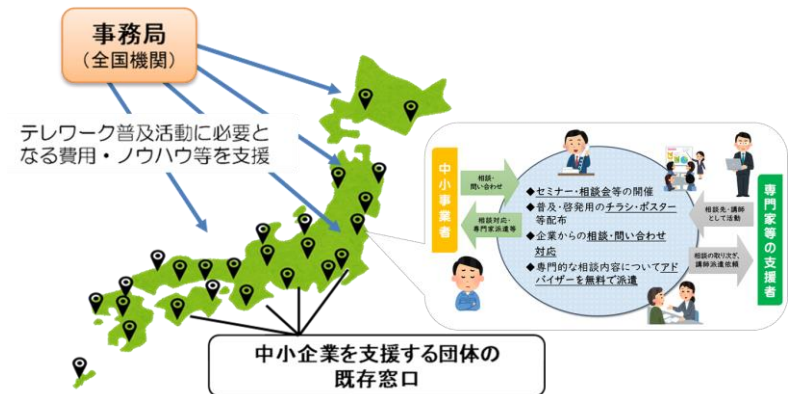 事務局
（全国機関）
テレワーク普及活動に必要と
なる費用・ノウハウ等を支援
中小事業者
相談・
問い合わせ
相談対応・
専門家派遣等
◆セミナー・相談会等の開催
◆普及・啓発用のチラシ・ポスター
等配布
◆企業からの相談・問い合わせ
対応
◆専門的な相談内容についてアド
バイザーを無料で派遣
相談先・講師
として活動
相談の取り次ぎ、
講師派遣依頼
専門家等の支援者
中小企業を支援する団体の
既存窓口